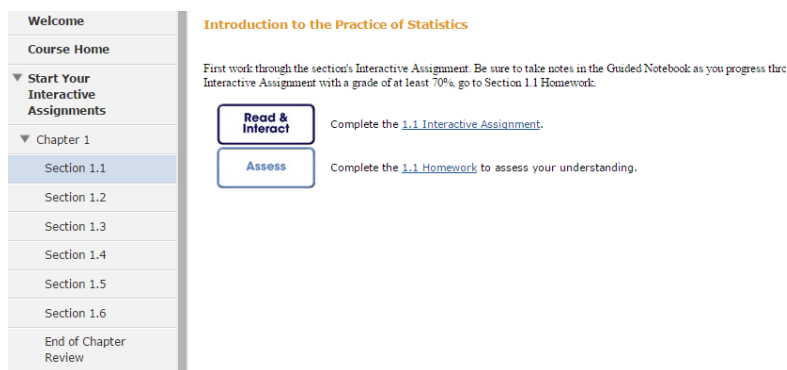 Welcome
Course Home
Start Your
Interactive
Assignments
Chapter 1
Section 1.1
Section 1.2
Section 1.3
Section 1.4
Section 1.5
Section 1.6
End of Chapter
Review
Introduction to the Practice of Statistics
First work through the section's Interactive Assignment. Be sure to take notes in the Guided Notebook as you progress
Interactive Assignment with a grade of at least 70%, go to Section 1.1 Homework.
Read &
Interact
Complete the 1.1 Interactive Assignment.
Assess
Complete the 1.1 Homework to assess your understanding.